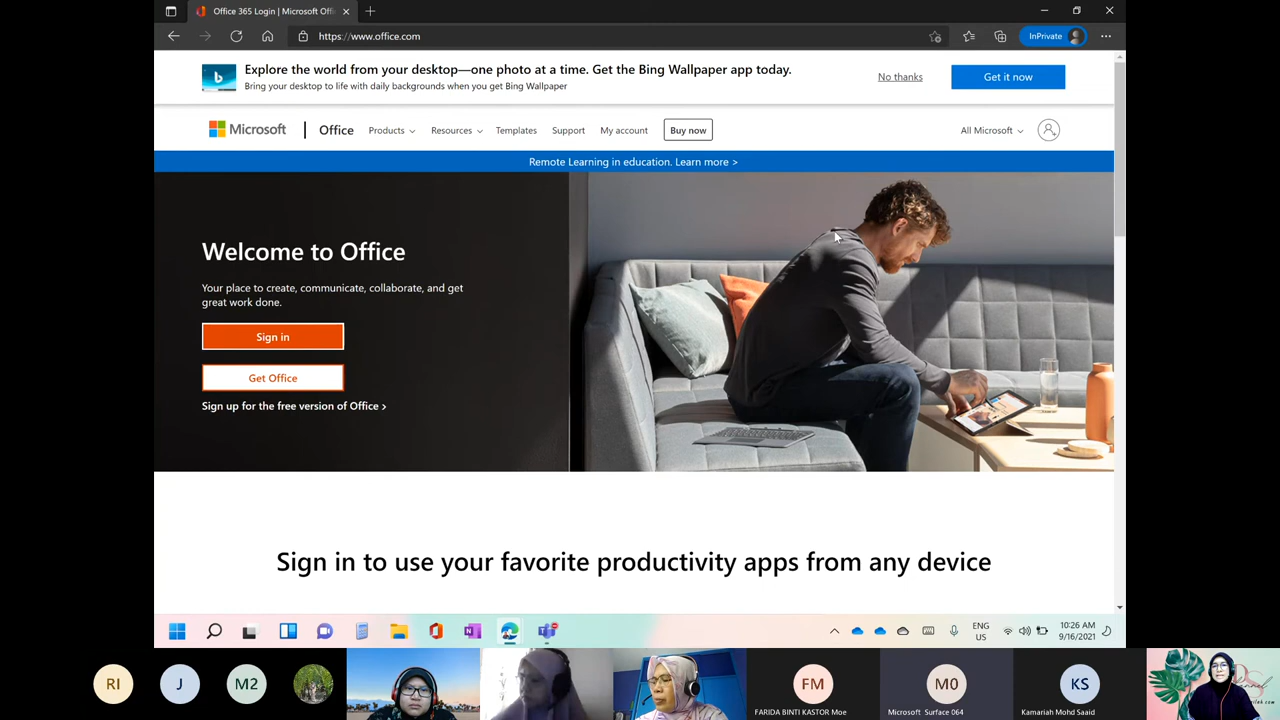 Office 365 Login | Microsoft Offi
https://www.office.com
InPrivate
Explore the world from your desktop—one photo at a time. Get the Bing Wallpaper app today.
Bring your desktop to life with daily backgrounds when you get Bing Wallpaper
No thanks
Get it now
Microsoft
Office
Products
Resources
Templates
Support
My account
Buy now
All Microsoft
Remote Learning in education. Learn more >
Welcome to Office
Your place to create, communicate, collaborate, and get
great work done.
Sign in
Get Office
Sign up for the free version of Office >
Sign in to use your favorite productivity apps from any device
ENG
US
10:26 AM
9/16/2021
RI
J
M2
FM
FARIDA BINTI KASTOR Moe
M0
Microsoft Surface 064
KS
Kamariah Mohd Saaid